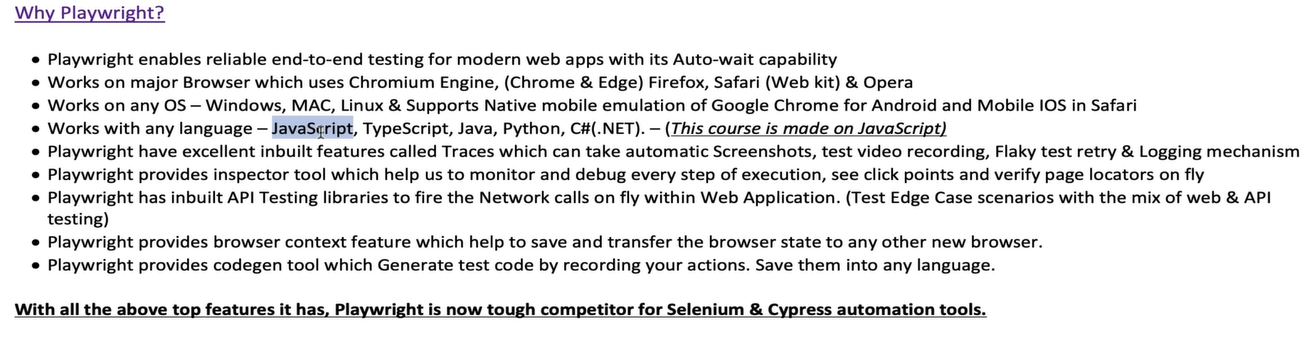 Why Playwright?
• Playwright enables reliable end-to-end testing for modern web apps with its Auto-wait capability
• Works on major Browser which uses Chromium Engine, (Chrome & Edge) Firefox, Safari (Web kit) & Opera
• Works on any OS – Windows, MAC, Linux & Supports Native mobile emulation of Google Chrome for Android and Mobile IOS in Safari
• Works with any language – JavaScript, TypeScript, Java, Python, C#(.NET). – (This course is made on JavaScript)
• Playwright have excellent inbuilt features called Traces which can take automatic Screenshots, test video recording, Flaky test retry & Logging mechanism
• Playwright provides inspector tool which help us to monitor and debug every step of execution, see click points and verify page locators on fly
• Playwright has inbuilt API Testing libraries to fire the Network calls on fly within Web Application. (Test Edge Case scenarios with the mix of web & API
testing)
• Playwright provides browser context feature which help to save and transfer the browser state to any other new browser.
• Playwright provides codegen tool which Generate test code by recording your actions. Save them into any language.
With all the above top features it has, Playwright is now tough competitor for Selenium & Cypress automation tools.